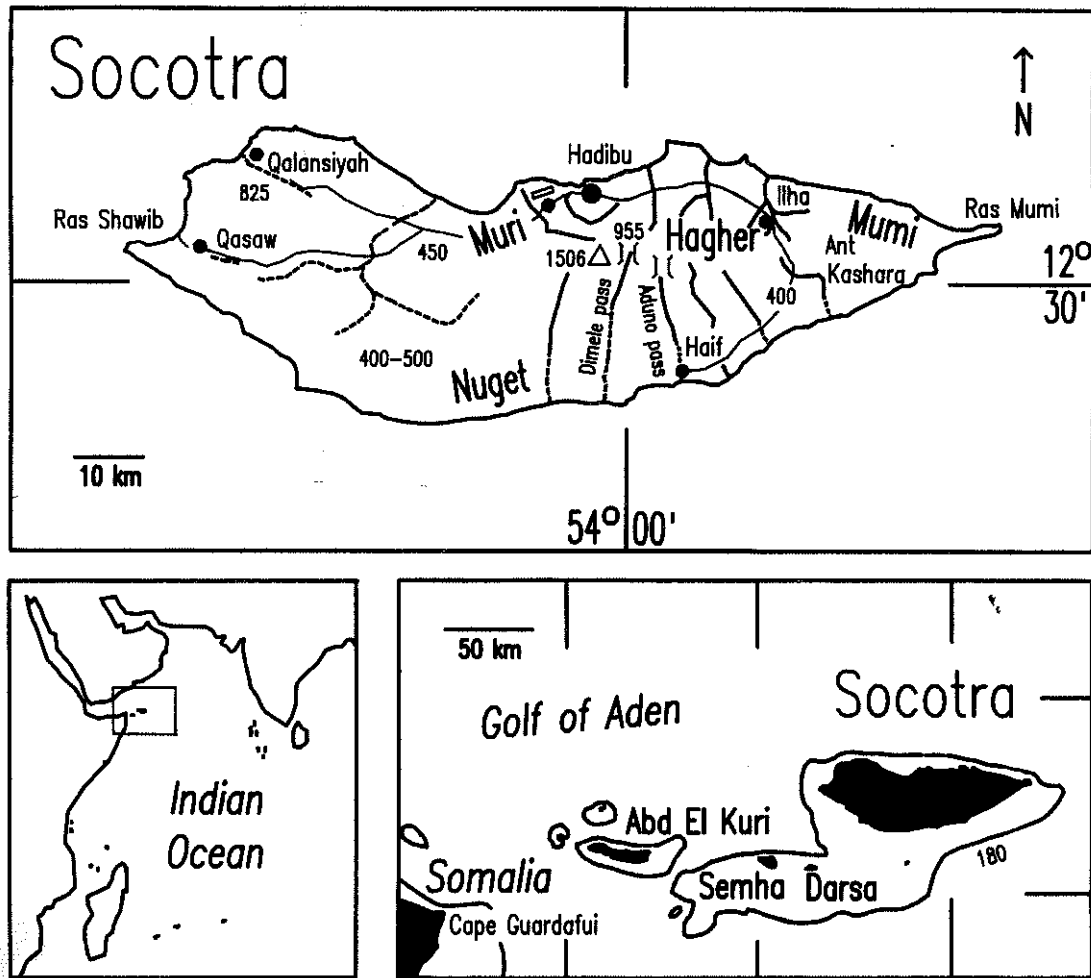 Socotra
N
Hadibu
Qalansiyah
825
Ilha
Ras Shawib
Qasaw
Muri
955
Hagher
Mumi
Ras Mumi
450
1506
Ant
Kashara
12°
30'
400
Dimele pass
Aduno pass
Haif
400-500
Nuget
10 km
54° 00'
Indian
Ocean
50 km
Golf of Aden
Socotra
Abd El Kuri
180
Somalia
Semha Darsa
Cape Guardafui